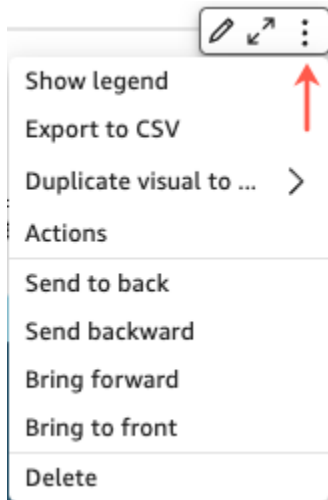 Show legend
Export to CSV
Duplicate visual to ...
Actions
Send to back
Send backward
Bring forward
Bring to front
Delete